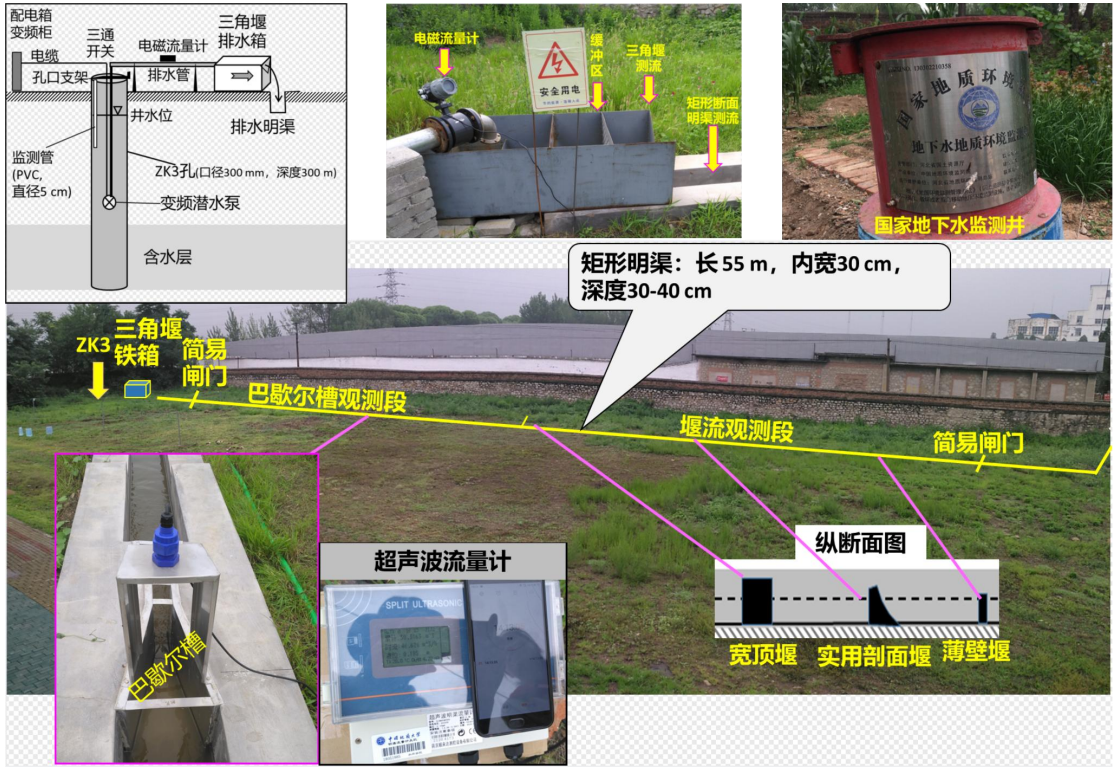 配电箱
变频柜
电缆
孔口支架
三通
开关
电磁流量计
排水管
三角堰
排水箱
排水明渠
井水位
监测管
(PVC,
直径5 cm)
ZK3孔(口径300 mm，深度300 m)
变频潜水泵
含水层
电磁流量计
安全用电
缓冲区
三角堰
测流
矩形断面
明渠测流
国家地质环境
地下水地质环境监测
国家地下水监测井
矩形明渠：长 55 m，内宽30 cm，
深度30-40 cm
ZK3
三角堰
铁箱
简易
闸门
巴歇尔槽观测段
堰流观测段
简易闸门
巴歇尔槽
超声波流量计
SPLIT ULTRASONIC
纵断面图
宽顶堰
实用剖面堰
薄壁堰